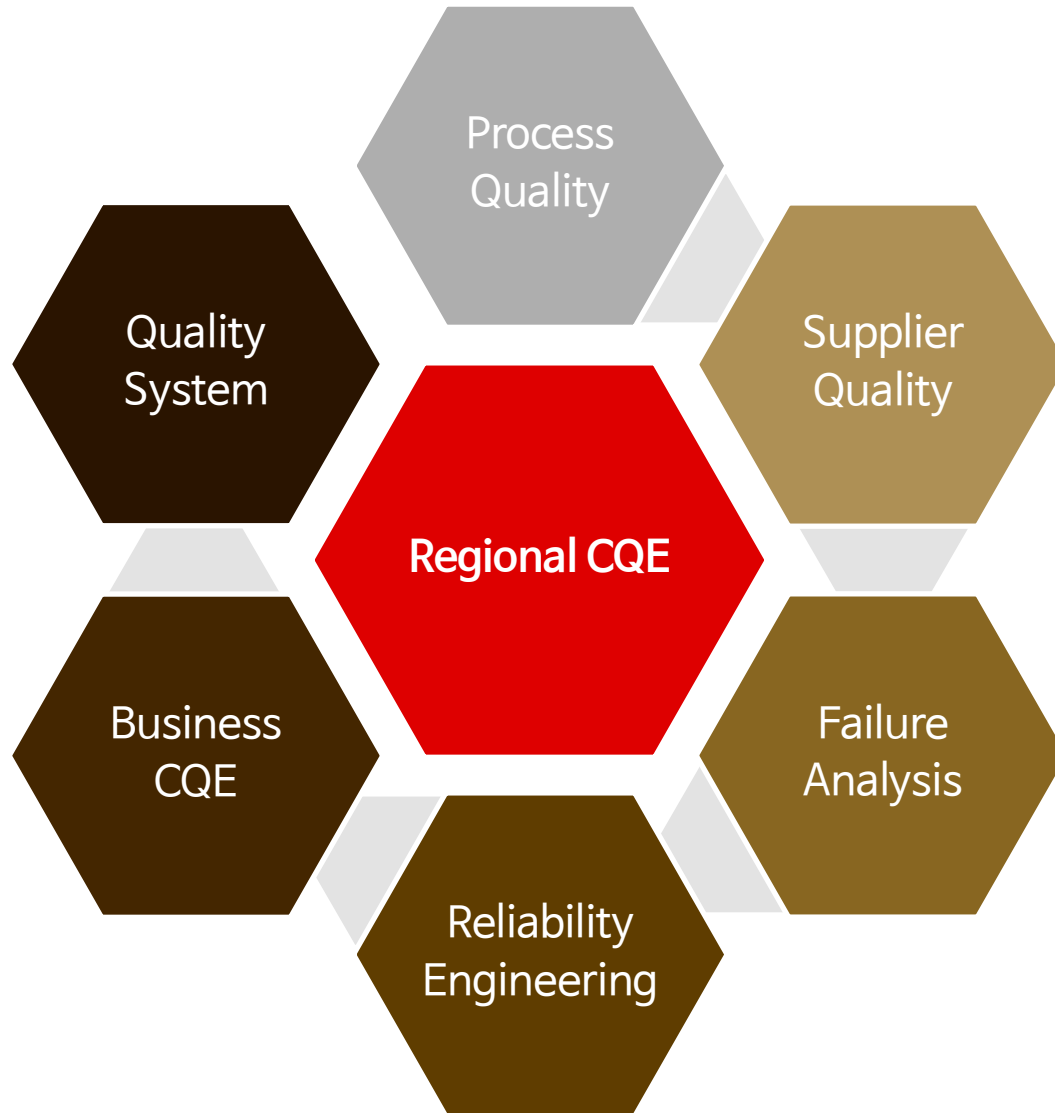 Process
Quality
Supplier
Quality
Failure
Analysis
Reliability
Engineering
Business
CQE
Quality
System
Regional CQE